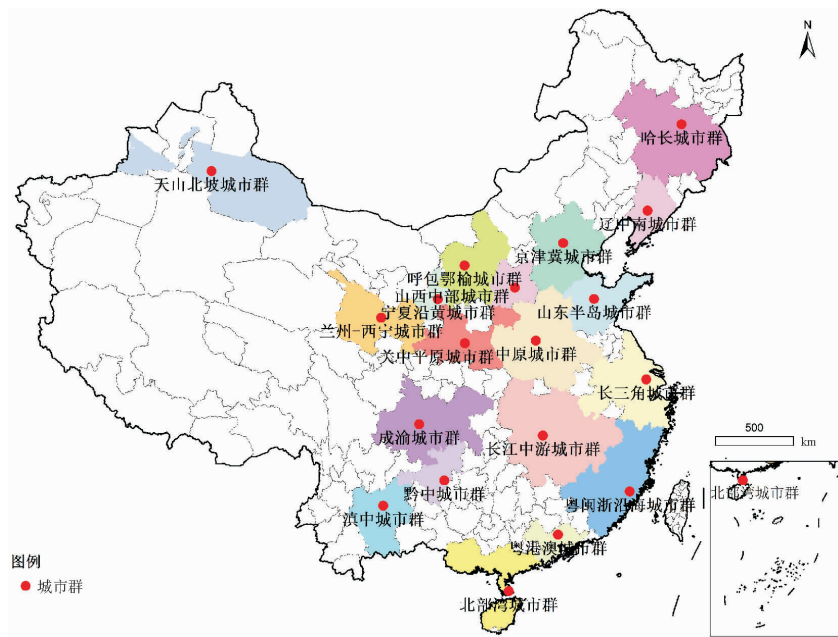 N
哈长城市群
天山北坡城市群
辽中南城市群
京津冀城市群
呼包鄂榆城市群
山西中部城市群
宁夏沿黄城市群
山东半岛城市群
兰州-西宁城市群
关中平原城市群
中原城市群
长三角城市群
成渝城市群
长江中游城市群
500
km
黔中城市群
北部湾城市群
滇中城市群
粤闽浙沿海城市群
粤港澳城市群
图例
城市群
北部湾城市群